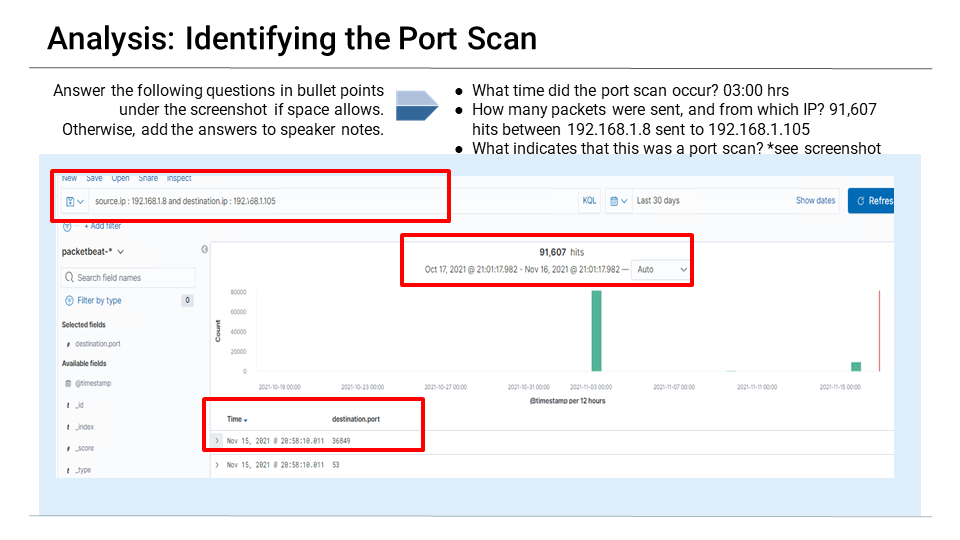 Analysis: Identifying the Port Scan
Answer the following questions in bullet points
under the screenshot if space allows.
Otherwise, add the answers to speaker notes.
● What time did the port scan occur? 03:00 hrs
● How many packets were sent, and from which IP? 91,607
hits between 192.168.1.8 sent to 192.168.1.105
● What indicates that this was a port scan? *see screenshot
New Save Open Share Inspect
source.ip : 192.168.1.8 and destination.ip : 192.168.1.105
KQL
Last 30 days
Show dates
Refres
+ Add filter
packetbeat-*
Search field names
Filter by type 0
Selected fields
# destination.port
Available fields
@timestamp
t _id
t _index
# _score
t _type
91,607 hits
Oct 17, 2021 @ 21:01:17.982 - Nov 16, 2021 @ 21:01:17.982 — Auto
Count
80000
60000
40000
20000
0
2021-10-19 00:00 2021-10-23 00:00 2021-10-27 00:00 2021-10-31 00:00 2021-11-03 00:00 2021-11-07 00:00 2021-11-11 00:00 2021-11-15 00:00
@timestamp per 12 hours
Time destination.port
> Nov 15, 2021 @ 20:58:10.011 36849
> Nov 15, 2021 @ 20:58:10.011 53